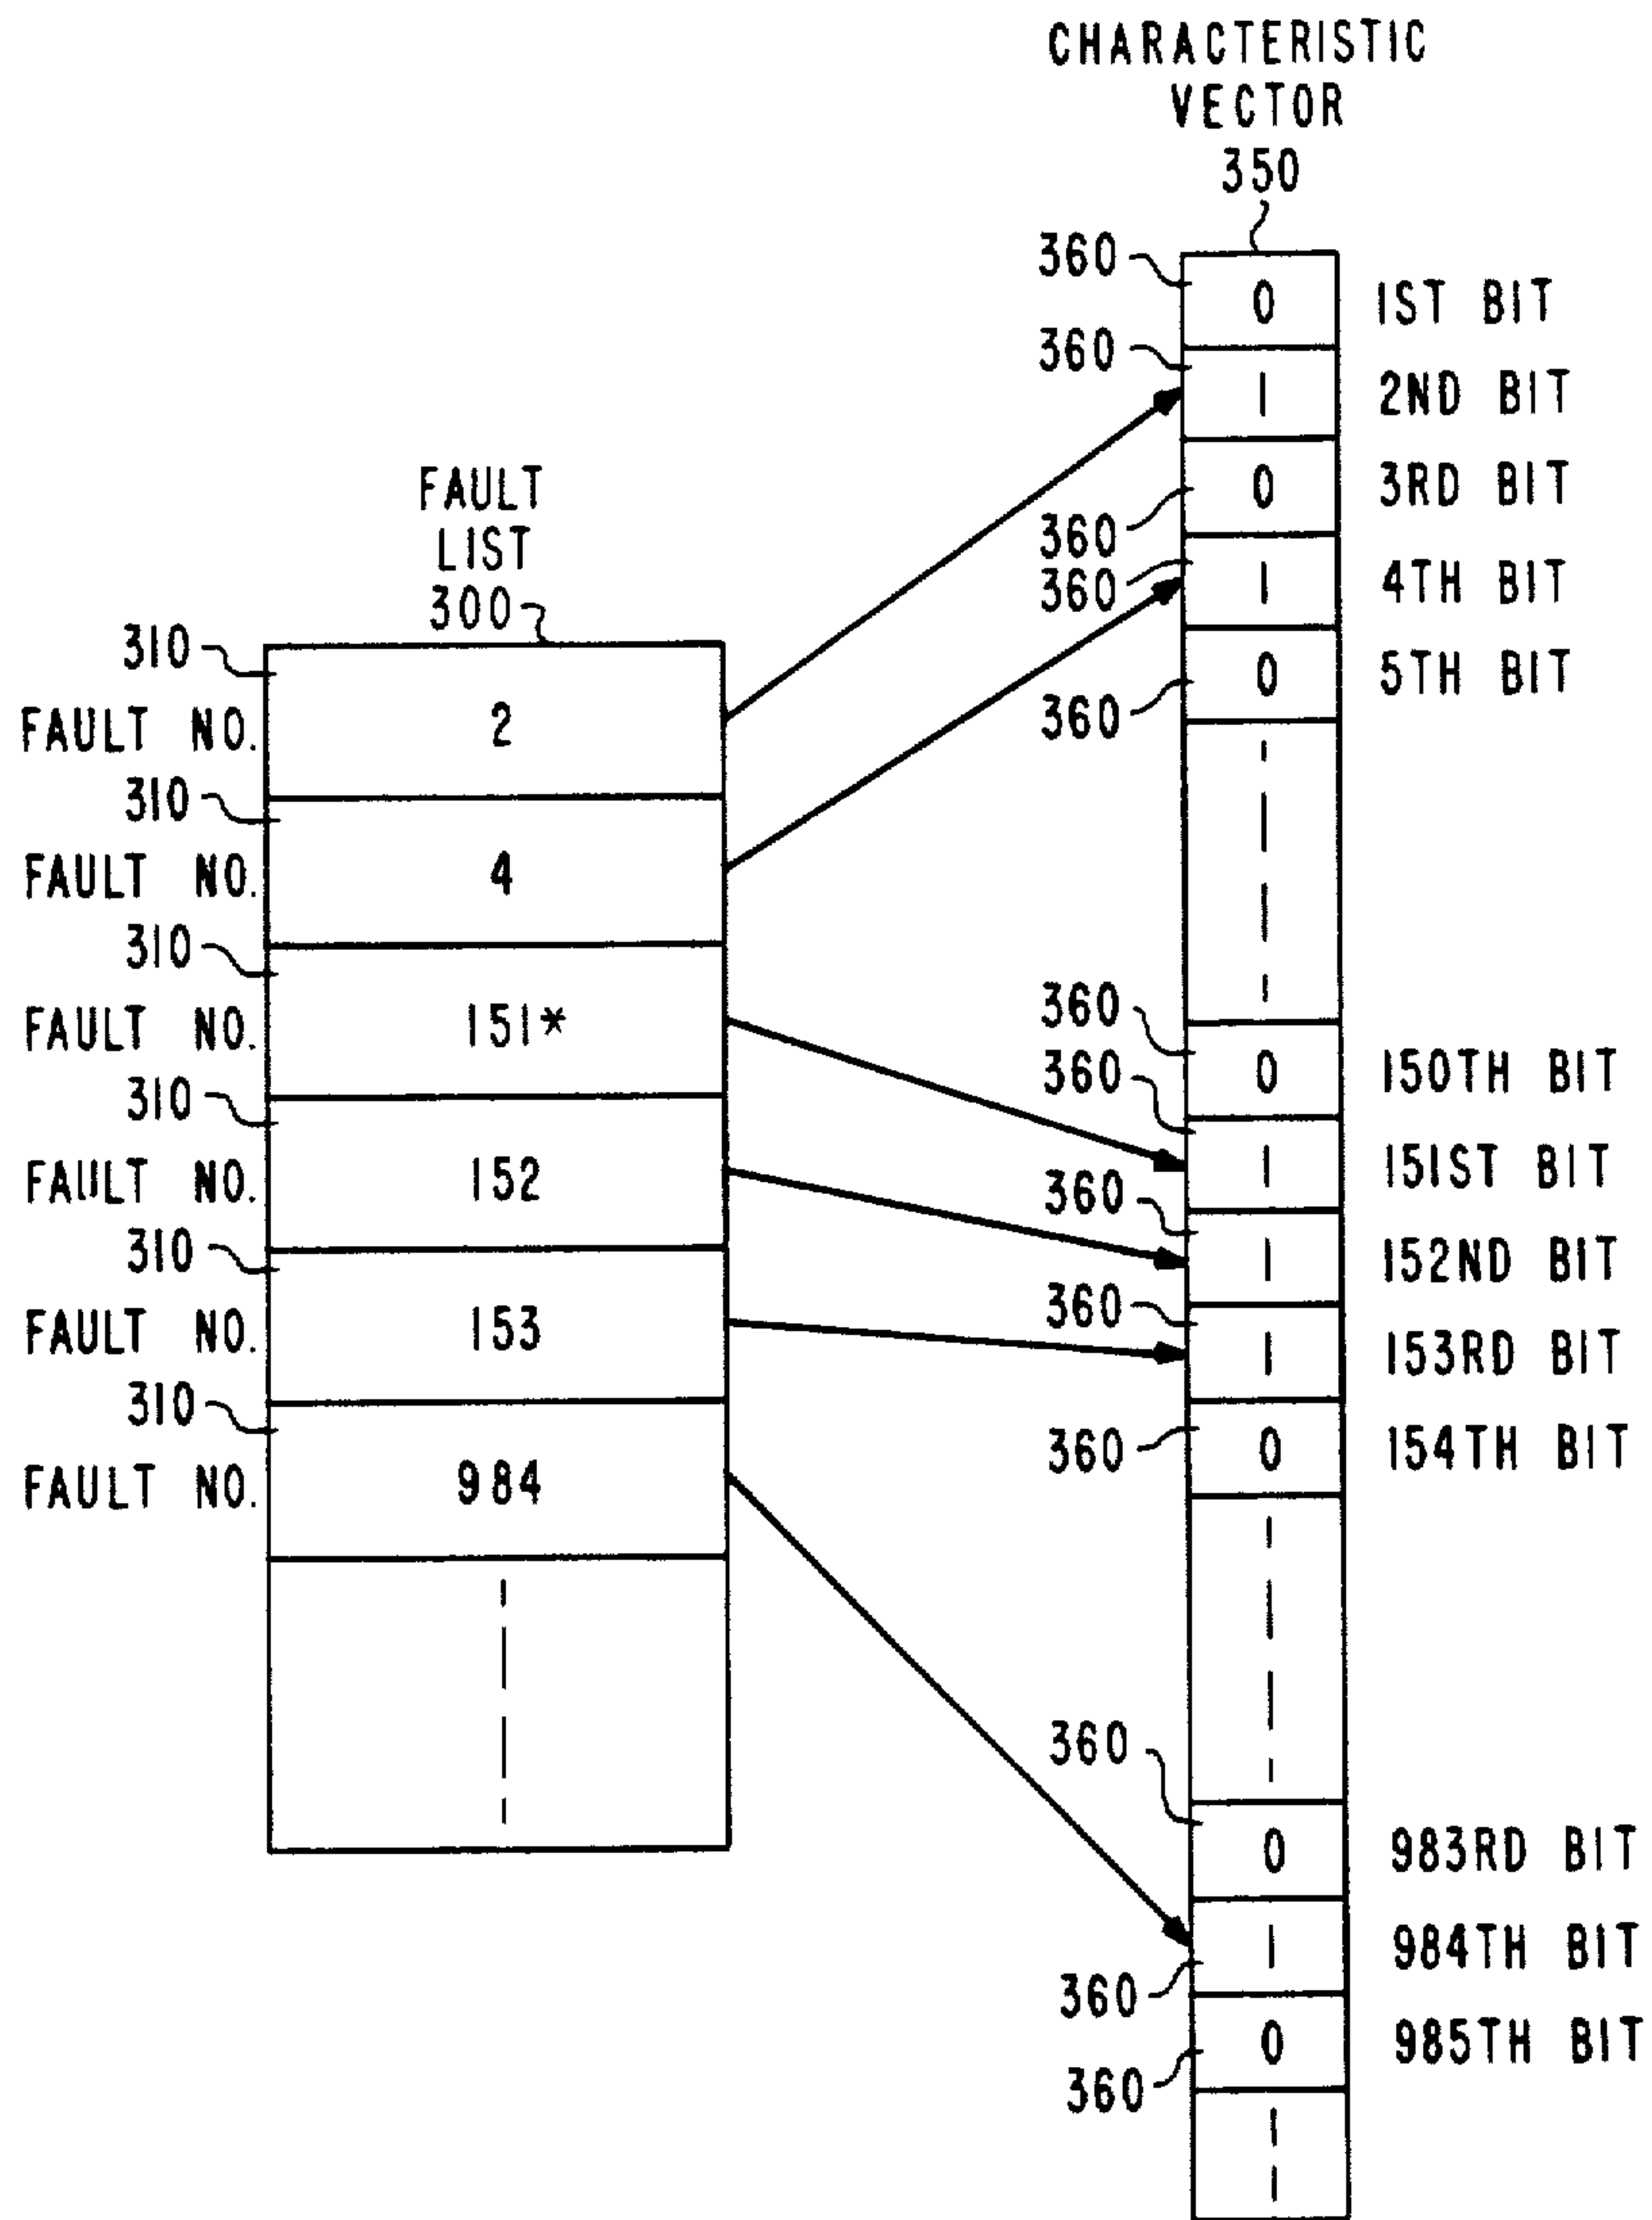 CHARACTERISTIC
VECTOR
350
360
0 1ST BIT
360
1 2ND BIT
0 3RD BIT
360
360
1 4TH BIT
0 5TH BIT
360
FAULT
LIST
300
310
FAULT NO. 2
310
FAULT NO. 4
310
FAULT NO. 151*
310
FAULT NO. 152
310
FAULT NO. 153
310
FAULT NO. 984
360
0 150TH BIT
360
1 151ST BIT
360
1 152ND BIT
360
1 153RD BIT
360
0 154TH BIT
360
0 983RD BIT
1 984TH BIT
360
0 985TH BIT
360